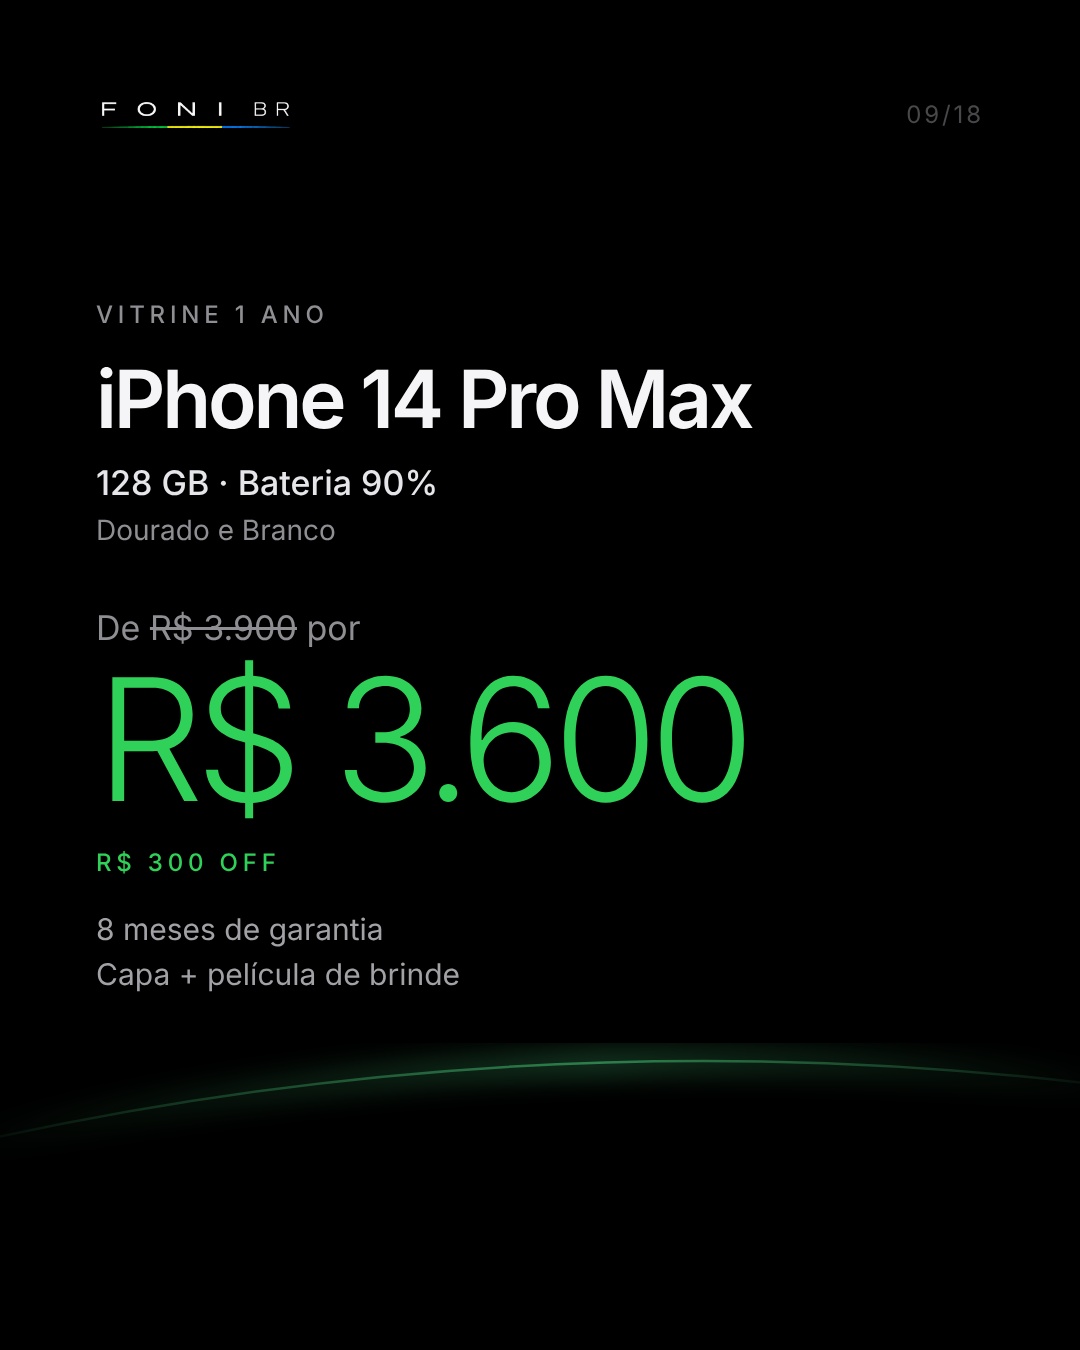 FONI BR
09/18
VITRINE 1 ANO
iPhone 14 Pro Max
128 GB · Bateria 90%
Dourado e Branco
De R$ 3.900 por
R$ 3.600
R$ 300 OFF
8 meses de garantia
Capa + película de brinde